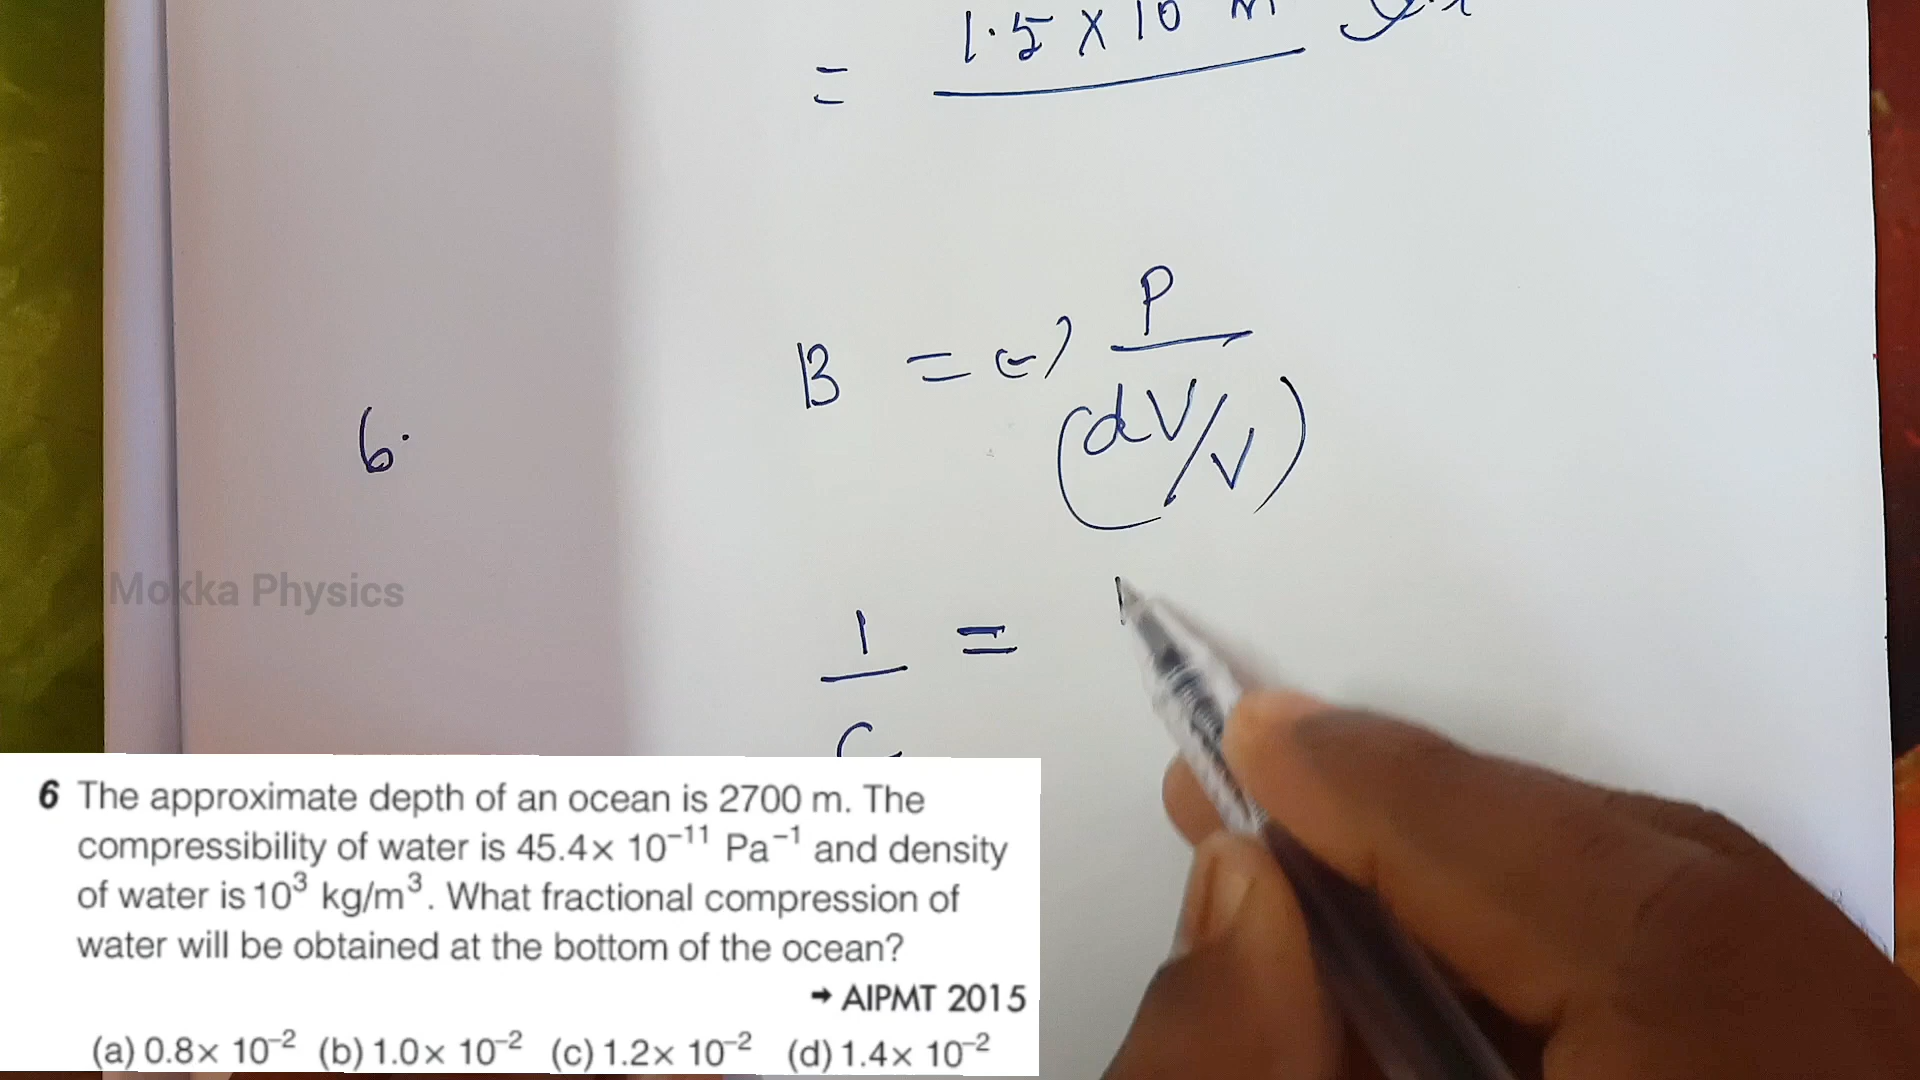 = 1.5 × 10 m
B = (-) P
(dV/V)
6.
Mokka Physics
1 =
C
6 The approximate depth of an ocean is 2700 m. The
compressibility of water is 45.4× 10⁻¹¹ Pa⁻¹ and density
of water is 10³ kg/m³. What fractional compression of
water will be obtained at the bottom of the ocean?
→ AIPMT 2015
(a) 0.8× 10⁻² (b) 1.0× 10⁻² (c) 1.2× 10⁻² (d) 1.4× 10⁻²